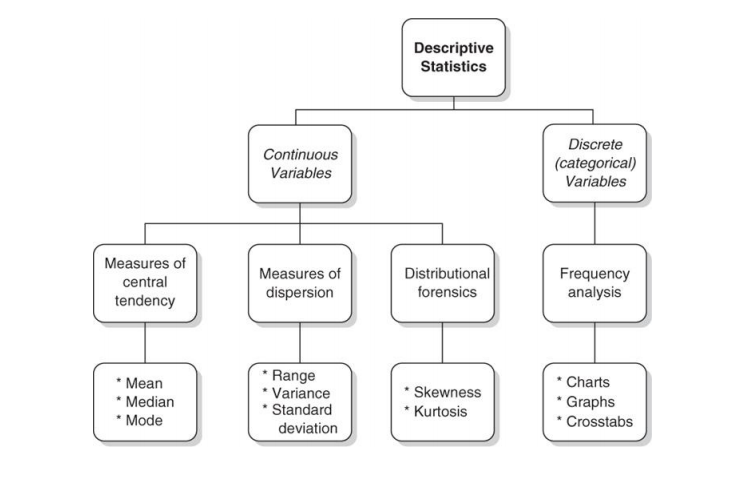 Descriptive
Statistics
Continuous
Variables
Discrete
(categorical)
Variables
Measures of
central
tendency
Measures of
dispersion
Distributional
forensics
Frequency
analysis
* Mean
* Median
* Mode
* Range
* Variance
* Standard
deviation
* Skewness
* Kurtosis
* Charts
* Graphs
* Crosstabs